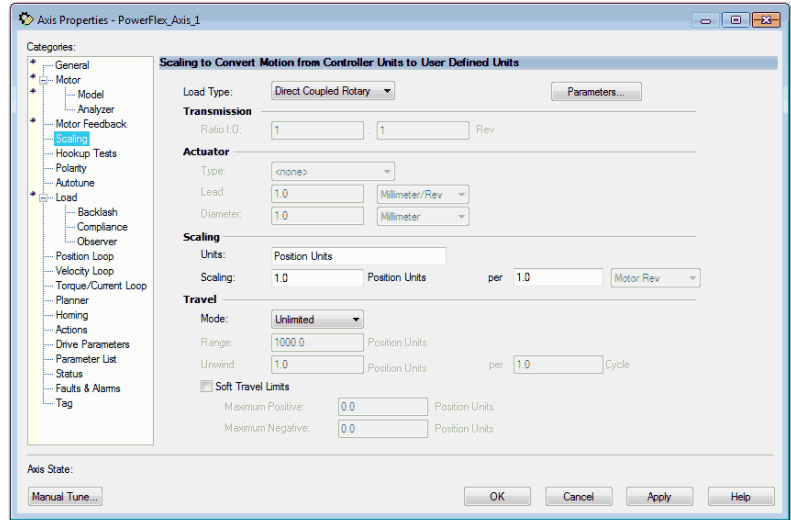 Axis Properties - PowerFlex_Axis_1
Categories:
* General
* Motor
* Model
Analyzer
* Motor Feedback
Scaling
Hookup Tests
Polarity
Autotune
* Load
Backlash
Compliance
Observer
Position Loop
Velocity Loop
Torque/Current Loop
Planner
Homing
Actions
Drive Parameters
Parameter List
Status
Faults & Alarms
Tag
Scaling to Convert Motion from Controller Units to User Defined Units
Load Type: Direct Coupled Rotary Parameters...
Transmission
Ratio I:O: 1 : 1 Rev
Actuator
Type: <none>
Lead: 1.0 Millimeter/Rev
Diameter: 1.0 Millimeter
Scaling
Units: Position Units
Scaling: 1.0 Position Units per 1.0 Motor Rev
Travel
Mode: Unlimited
Range: 1000.0 Position Units
Unwind: 1.0 Position Units per 1.0 Cycle
Soft Travel Limits
Maximum Positive: 0.0 Position Units
Maximum Negative: 0.0 Position Units
Axis State:
Manual Tune... OK Cancel Apply Help